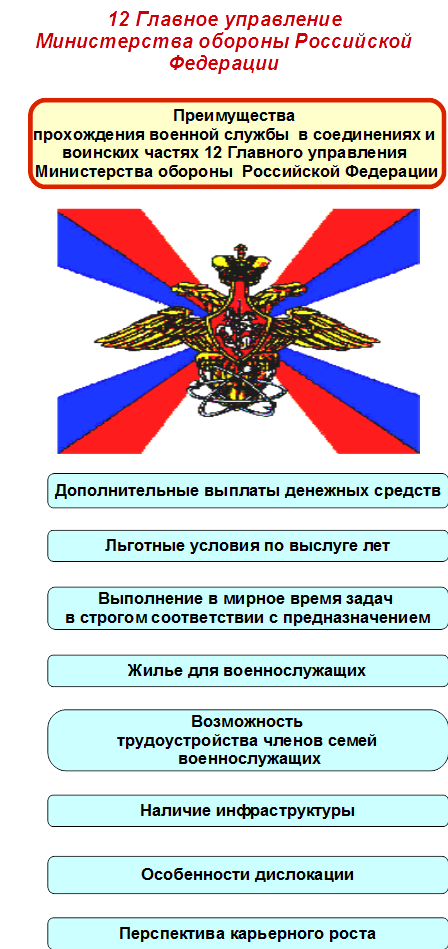 12 Главное управление
Министерства обороны Российской
Федерации
Преимущества
прохождения военной службы в соединениях и
воинских частях 12 Главного управления
Министерства обороны Российской Федерации
Дополнительные выплаты денежных средств
Льготные условия по выслуге лет
Выполнение в мирное время задач
в строгом соответствии с предназначением
Жилье для военнослужащих
Возможность
трудоустройства членов семей
военнослужащих
Наличие инфраструктуры
Особенности дислокации
Перспектива карьерного роста